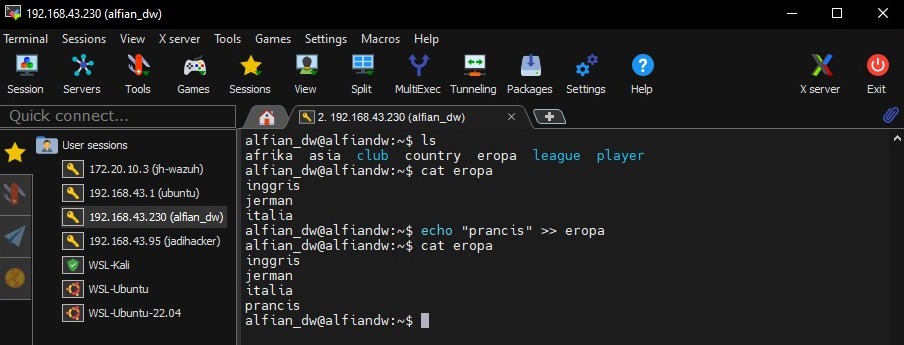 192.168.43.230 (alfian_dw)
Terminal Sessions View X server Tools Games Settings Macros Help
Session Servers Tools Games Sessions View Split MultiExec Tunneling Packages Settings Help X server Exit
Quick connect...
2. 192.168.43.230 (alfian_dw)
User sessions
172.20.10.3 (jh-wazuh)
192.168.43.1 (ubuntu)
192.168.43.230 (alfian_dw)
192.168.43.95 (jadihacker)
WSL-Kali
WSL-Ubuntu
WSL-Ubuntu-22.04
alfian_dw@alfiandw:~$ ls
afrika asia club country eropa league player
alfian_dw@alfiandw:~$ cat eropa
inggris
jerman
italia
alfian_dw@alfiandw:~$ echo "prancis" >> eropa
alfian_dw@alfiandw:~$ cat eropa
inggris
jerman
italia
prancis
alfian_dw@alfiandw:~$